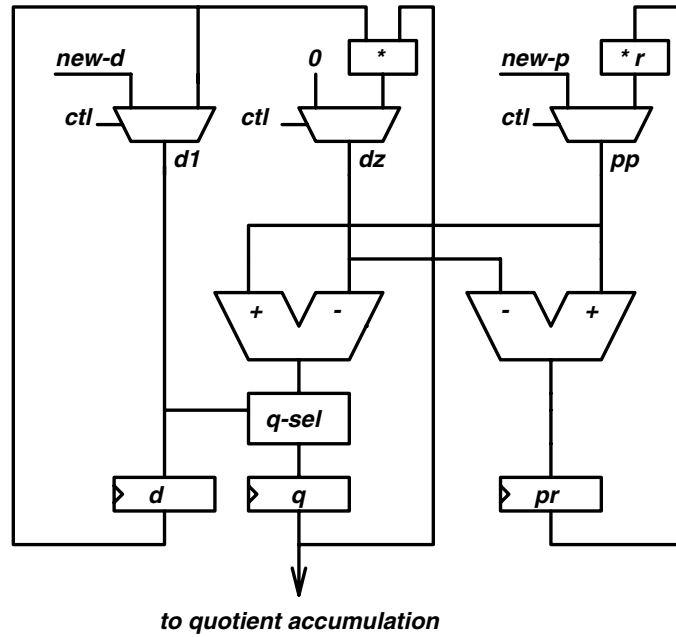 new-d
0
*
new-p
* r
ctl
ctl
ctl
d1
dz
pp
+ -
- +
q-sel
d
q
pr
to quotient accumulation